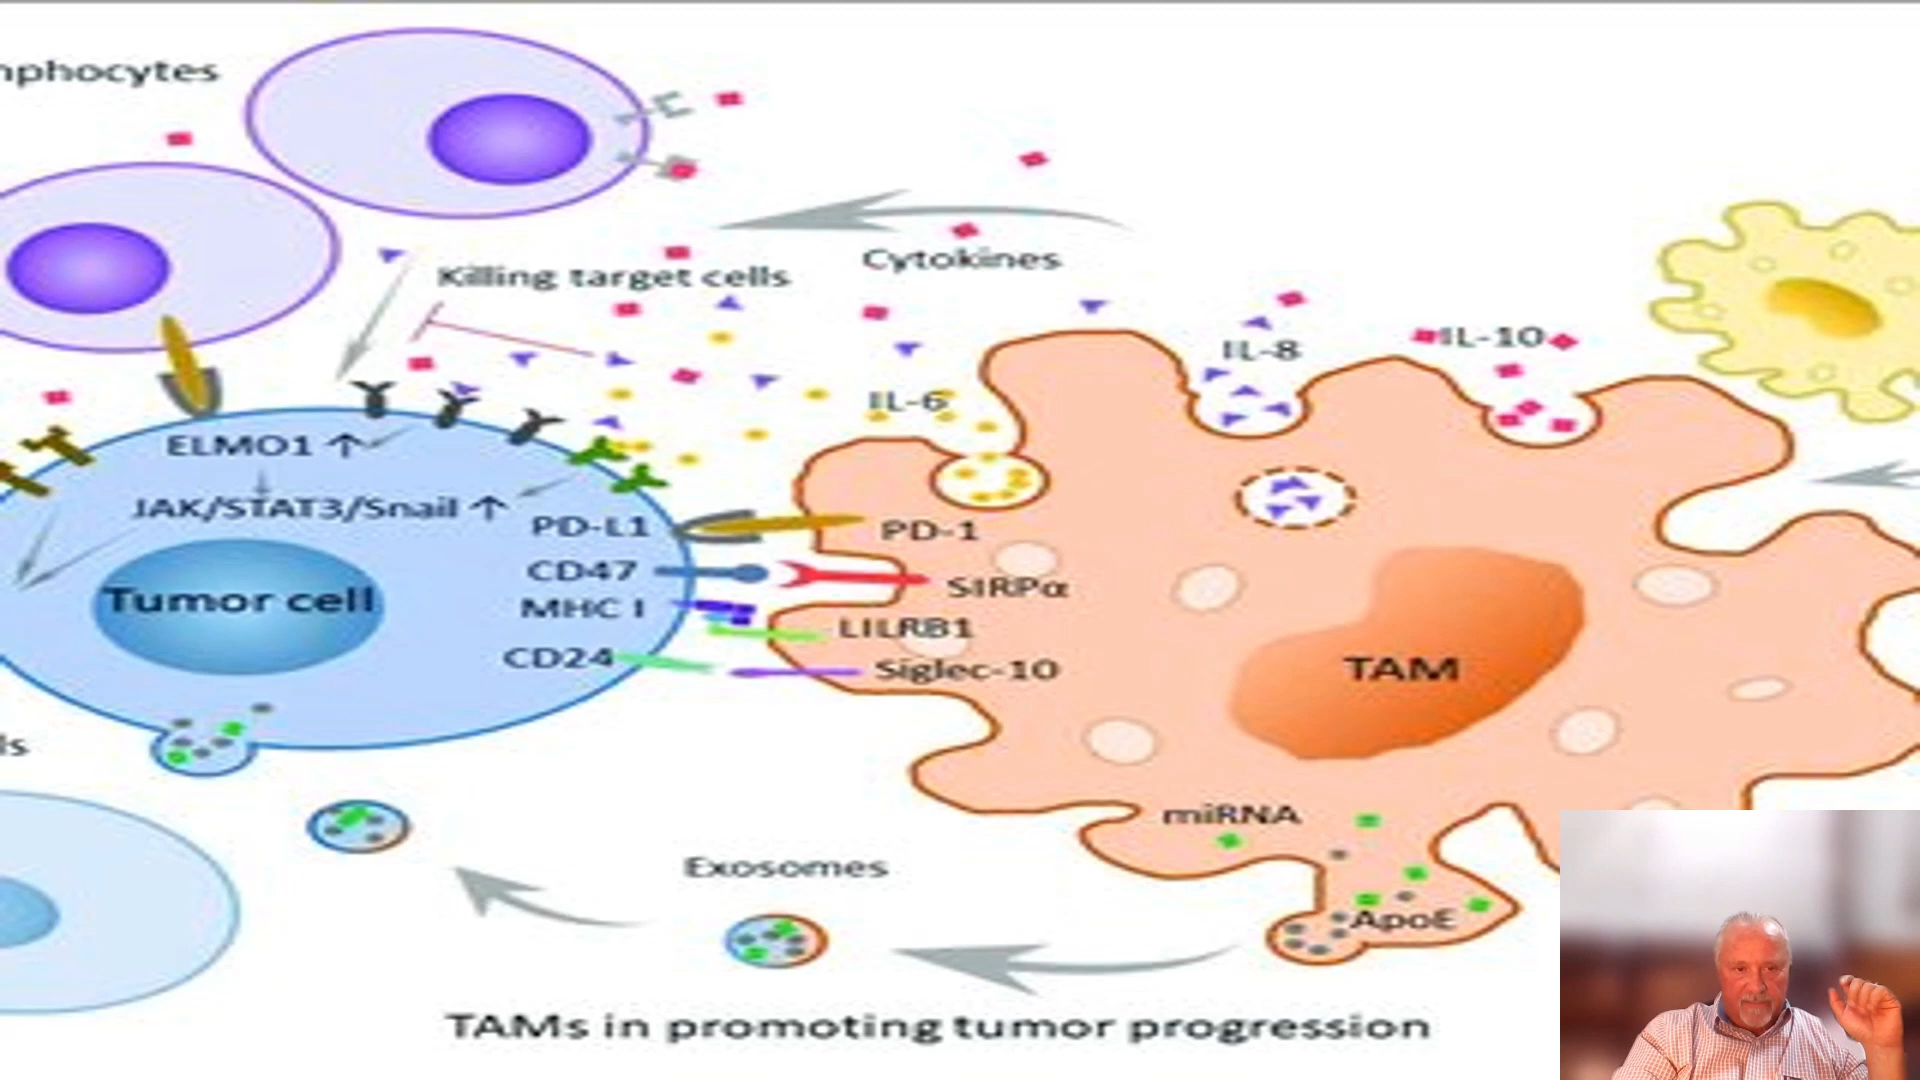 nphocytes
Killing target cells
Cytokines
IL-8
IL-10
IL-6
ELMO1 ↑
JAK/STAT3/Snail ↑
PD-L1
PD-1
CD47
SIRPα
MHC I
LILRB1
CD24
Siglec-10
Tumor cell
TAM
ls
miRNA
Exosomes
ApoE
TAMs in promoting tumor progression